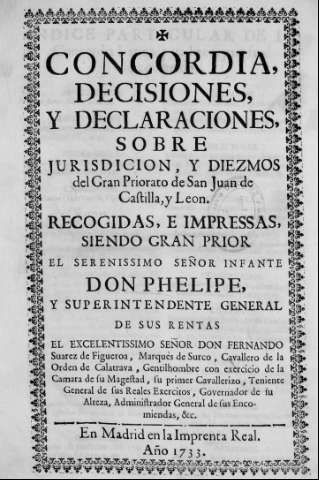 ✠
CONCORDIA,
DECISIONES,
Y DECLARACIONES,
SOBRE
JURISDICION, Y DIEZMOS
del Gran Priorato de San Juan de
Caſtilla, y Leon.
RECOGIDAS, E IMPRESSAS,
SIENDO GRAN PRIOR
EL SERENISSIMO SEÑOR INFANTE
DON PHELIPE,
Y SUPERINTENDENTE GENERAL
DE SUS RENTAS
EL EXCELENTISSIMO SEÑOR DON FERNANDO
Suarez de Figueroa, Marquès de Surco, Cavallero de la
Orden de Calatrava, Gentilhombre con exercicio de la
Camara de ſu Mageſtad, ſu primer Cavallerizo, Teniente
General de ſus Reales Exercitos, Governador de ſu
Alteza, Adminiſtrador General de ſus Enco-
miendas, &c.
En Madrid en la Imprenta Real.
Año 1733.